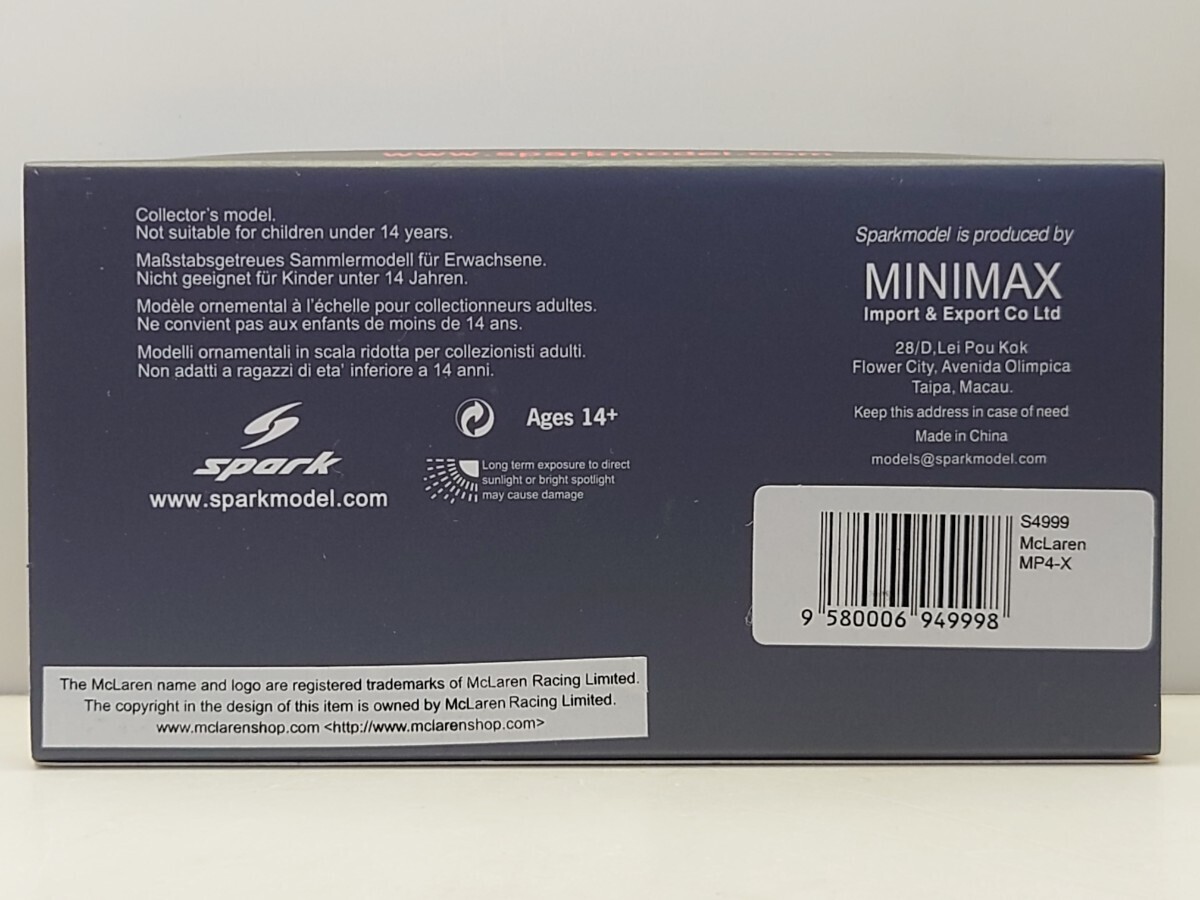 www.sparkmodel.com
Collector's model.
Not suitable for children under 14 years.
Maßstabsgetreues Sammlermodell für Erwachsene.
Nicht geeignet für Kinder unter 14 Jahren.
Modèle ornemental à l'échelle pour collectionneurs adultes.
Ne convient pas aux enfants de moins de 14 ans.
Modelli ornamentali in scala ridotta per collezionisti adulti.
Non adatti a ragazzi di eta' inferiore a 14 anni.
spark
www.sparkmodel.com
Ages 14+
Long term exposure to direct
sunlight or bright spotlight
may cause damage
Sparkmodel is produced by
MINIMAX
Import & Export Co Ltd
28/D,Lei Pou Kok
Flower City, Avenida Olimpica
Taipa, Macau.
Keep this address in case of need
Made in China
models@sparkmodel.com
S4999
McLaren
MP4-X
9 580006 949998
The McLaren name and logo are registered trademarks of McLaren Racing Limited.
The copyright in the design of this item is owned by McLaren Racing Limited.
www.mclarenshop.com <http://www.mclarenshop.com>